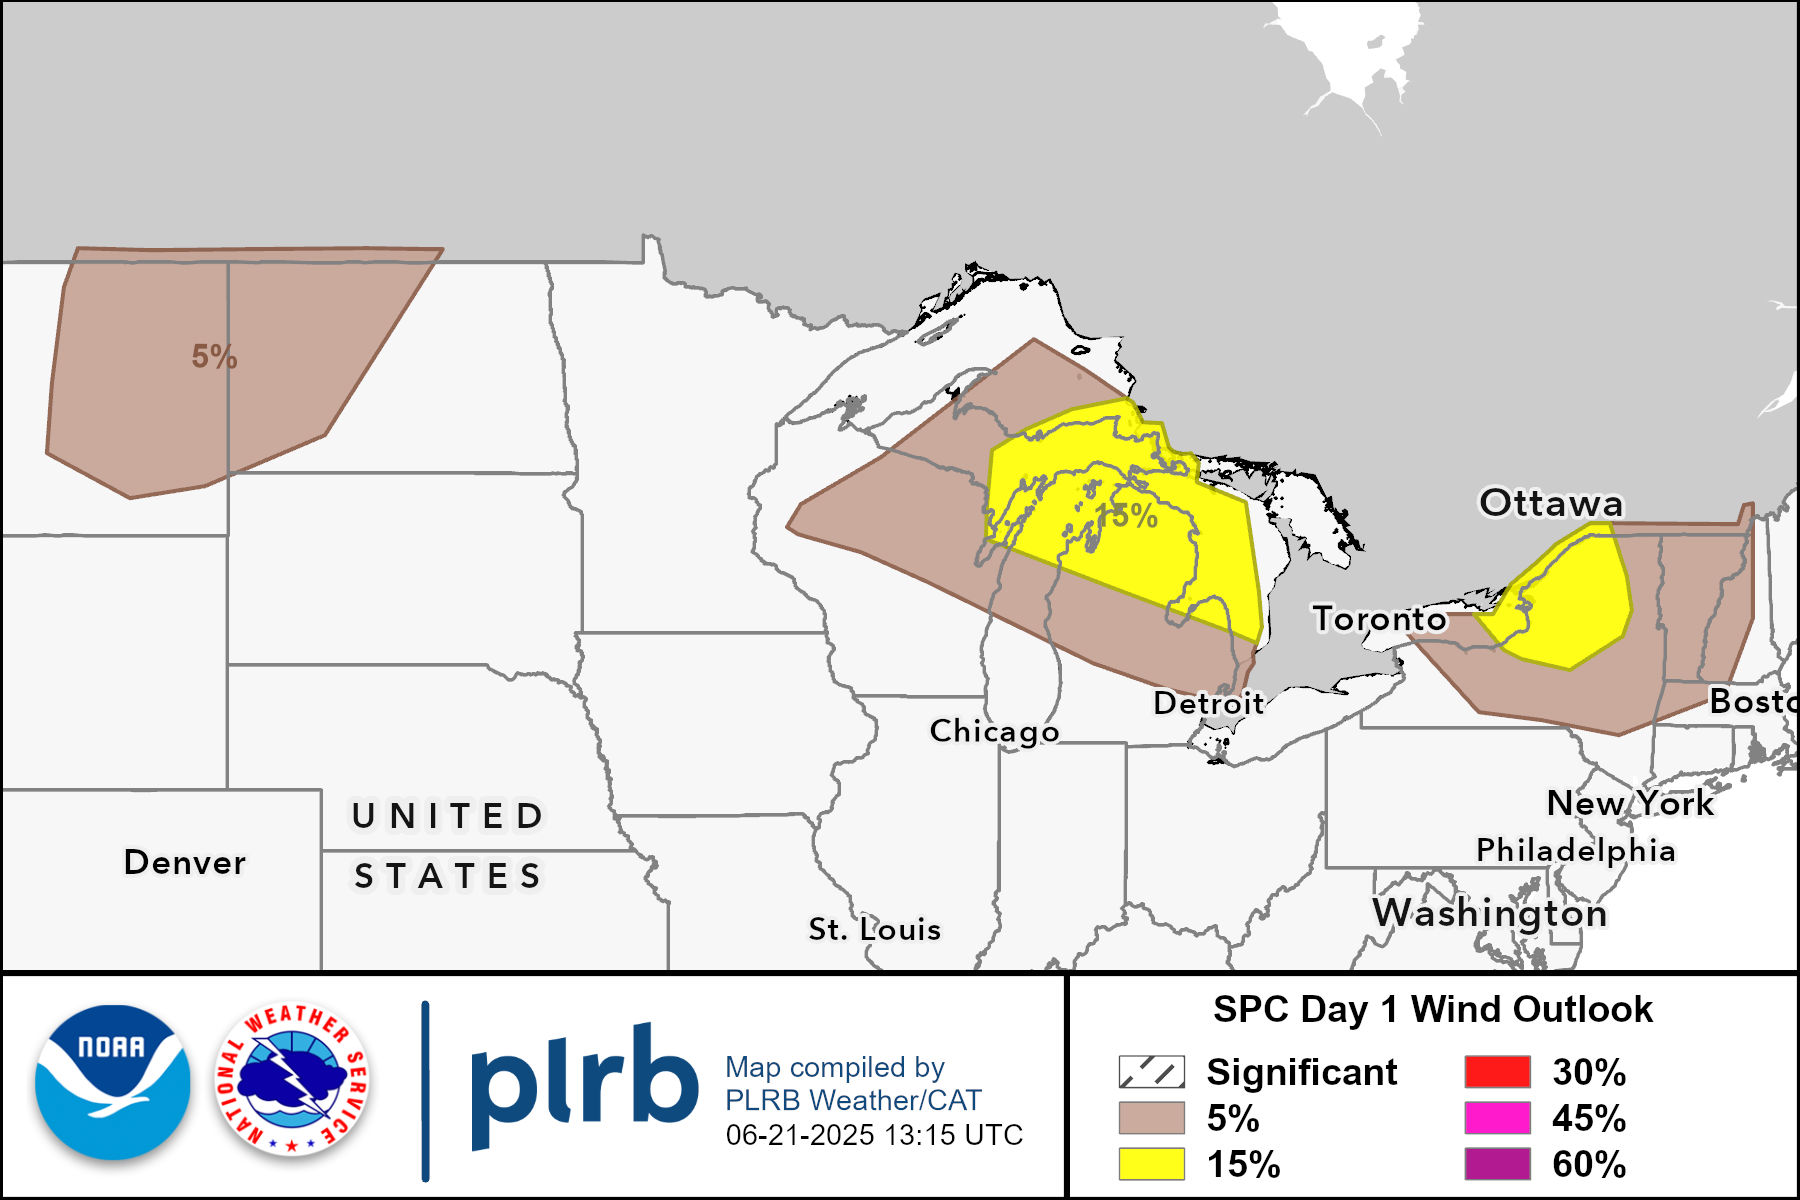 5%
15%
Ottawa
Toronto
Detroit
Bosto
Chicago
New York
UNITED
STATES
Denver
Philadelphia
Washington
St. Louis
NOAA
NATIONAL WEATHER SERVICE
plrb
Map compiled by
PLRB Weather/CAT
06-21-2025 13:15 UTC
SPC Day 1 Wind Outlook
Significant
5%
15%
30%
45%
60%